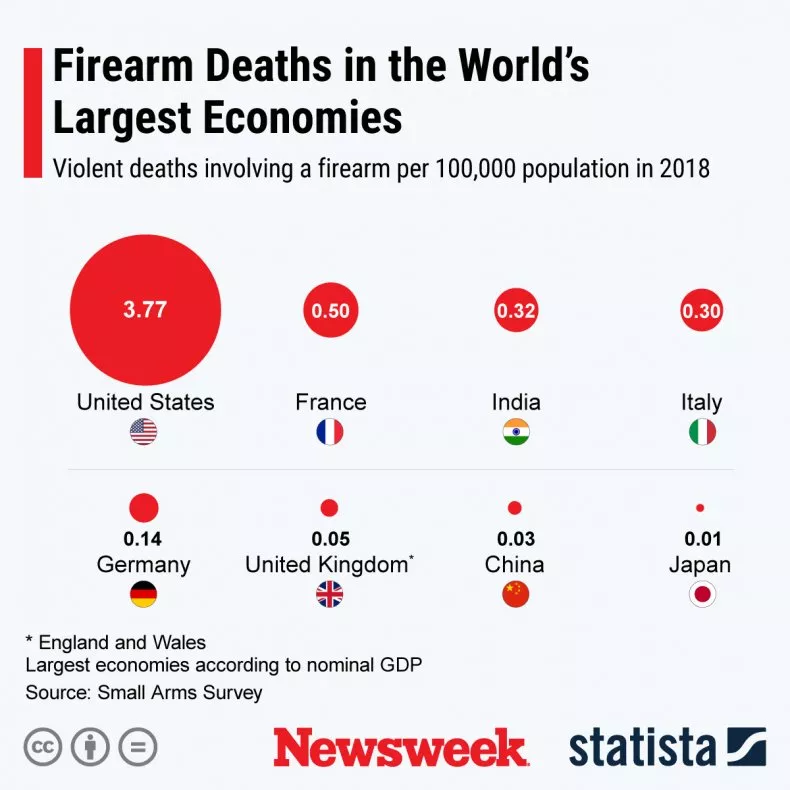 Firearm Deaths in the World's
Largest Economies
Violent deaths involving a firearm per 100,000 population in 2018
3.77
0.50
0.32
0.30
United States
France
India
Italy
0.14
0.05
0.03
0.01
Germany
United Kingdom*
China
Japan
* England and Wales
Largest economies according to nominal GDP
Source: Small Arms Survey
cc
Newsweek
statista